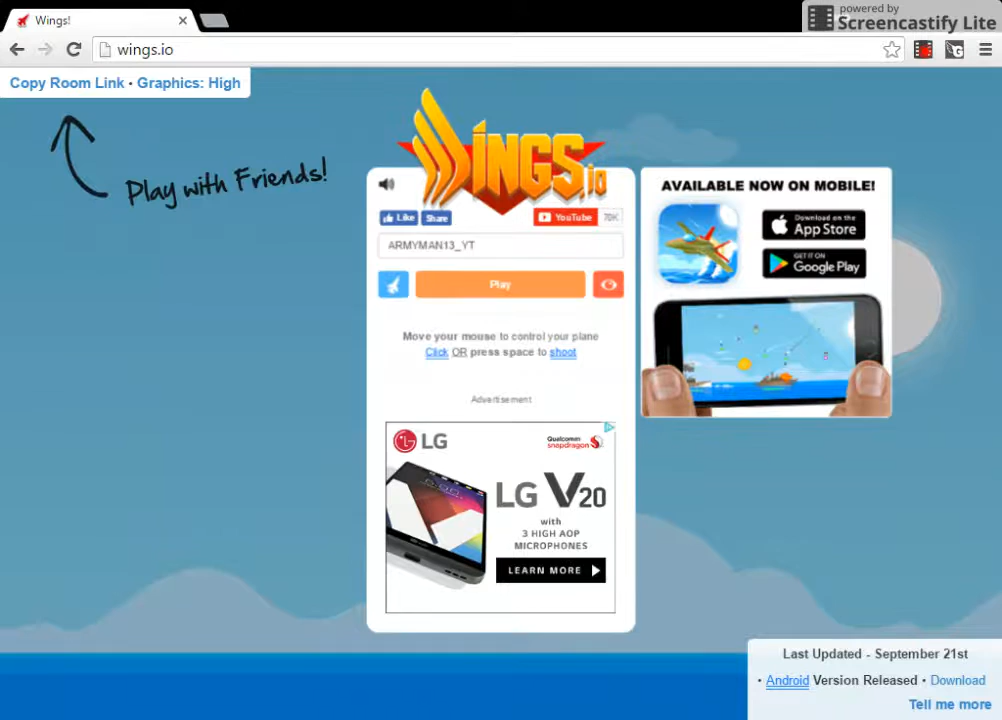 Wings!
powered by
Screencastify Lite
wings.io
Copy Room Link • Graphics: High
Play with Friends!
WiNGS.io
Like
Share
YouTube
70K
ARMYMAN13_YT
Play
Move your mouse to control your plane
Click OR press space to shoot
Advertisement
LG
Qualcomm
snapdragon
LG V20
with
3 HIGH AOP
MICROPHONES
LEARN MORE
AVAILABLE NOW ON MOBILE!
Download on the
App Store
GET IT ON
Google Play
Last Updated - September 21st
• Android Version Released • Download
Tell me more